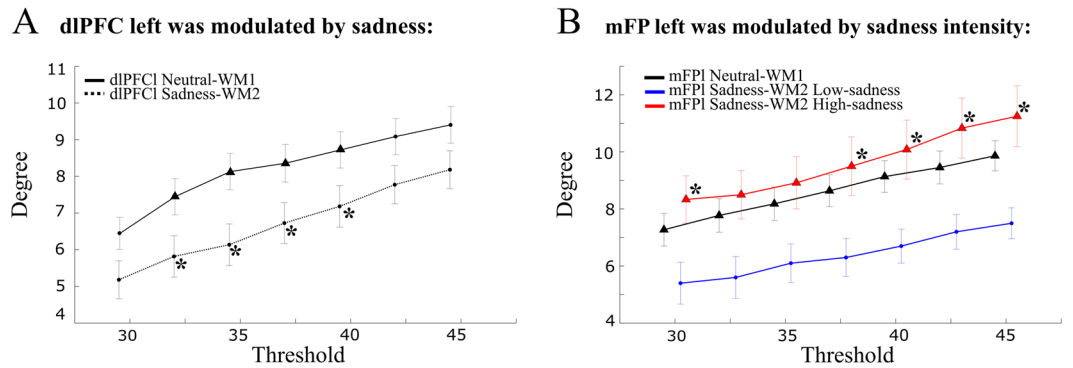 A dlPFC left was modulated by sadness:
11
10
9
8
7
6
5
4
Degree
dlPFCl Neutral-WM1
dlPFCl Sadness-WM2
*
*
*
*
30
35
40
45
Threshold
B mFP left was modulated by sadness intensity:
12
10
8
6
4
Degree
mFPl Neutral-WM1
mFPl Sadness-WM2 Low-sadness
mFPl Sadness-WM2 High-sadness
*
*
*
*
*
30
35
40
45
Threshold